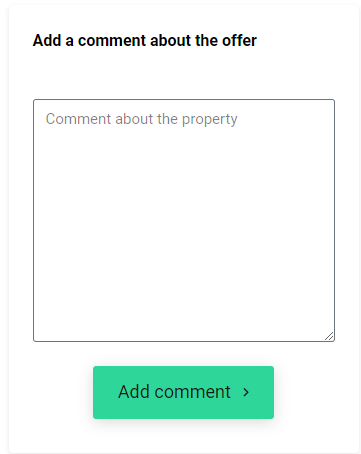 Add a comment about the offer
Comment about the property
Add comment